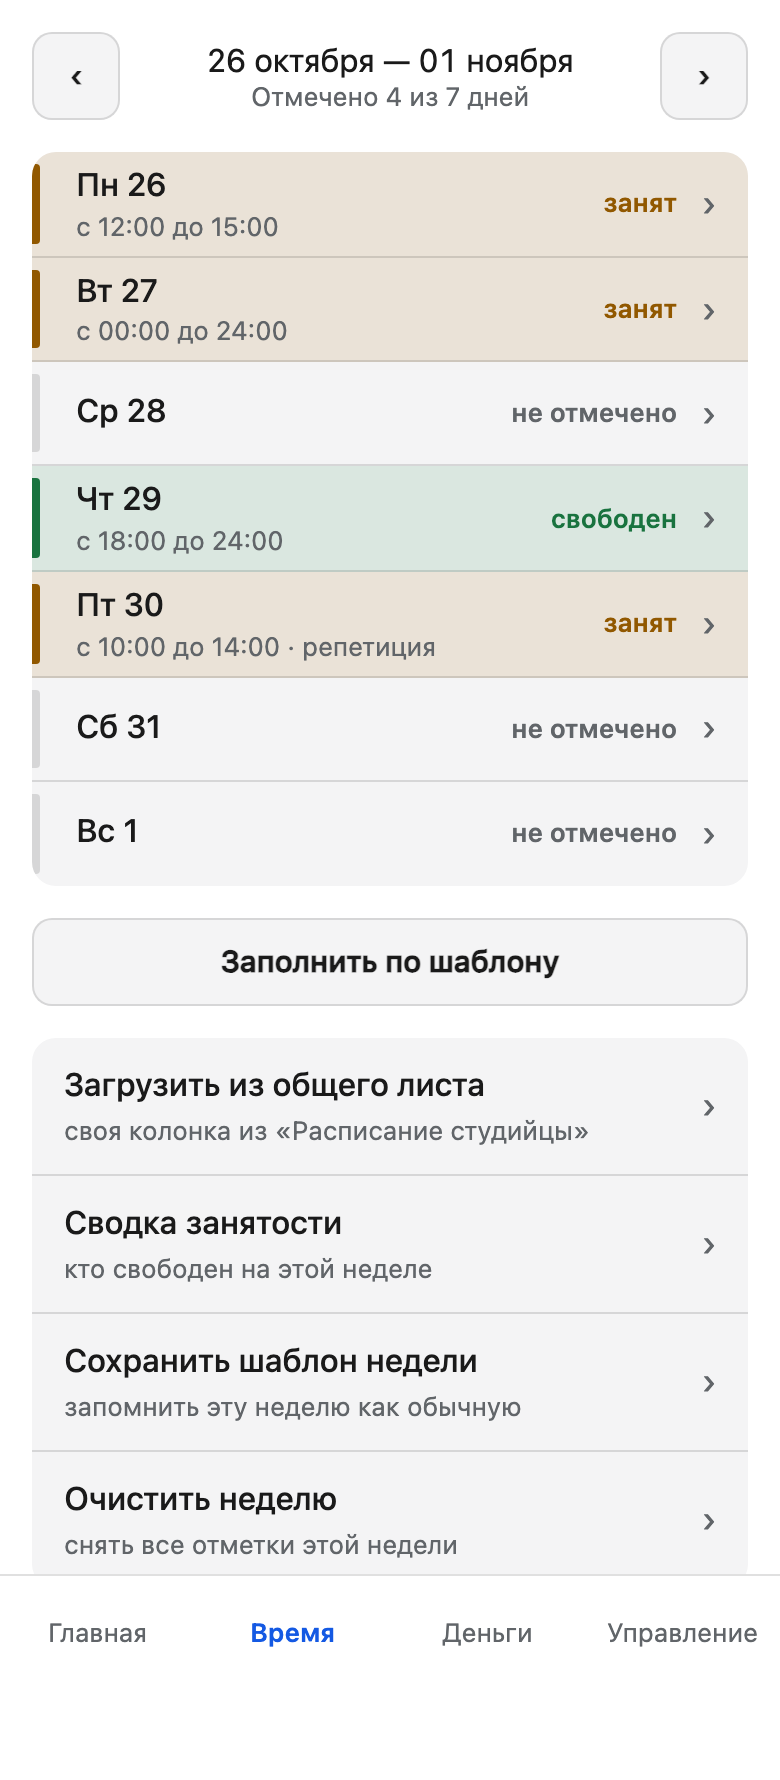 ‹
26 октября — 01 ноября
›
Отмечено 4 из 7 дней
Пн 26
с 12:00 до 15:00
занят ›
Вт 27
с 00:00 до 24:00
занят ›
Ср 28
не отмечено ›
Чт 29
с 18:00 до 24:00
свободен ›
Пт 30
с 10:00 до 14:00 · репетиция
занят ›
Сб 31
не отмечено ›
Вс 1
не отмечено ›
Заполнить по шаблону
Загрузить из общего листа
своя колонка из «Расписание студийцы»
›
Сводка занятости
кто свободен на этой неделе
›
Сохранить шаблон недели
запомнить эту неделю как обычную
›
Очистить неделю
снять все отметки этой недели
›
Главная Время Деньги Управление